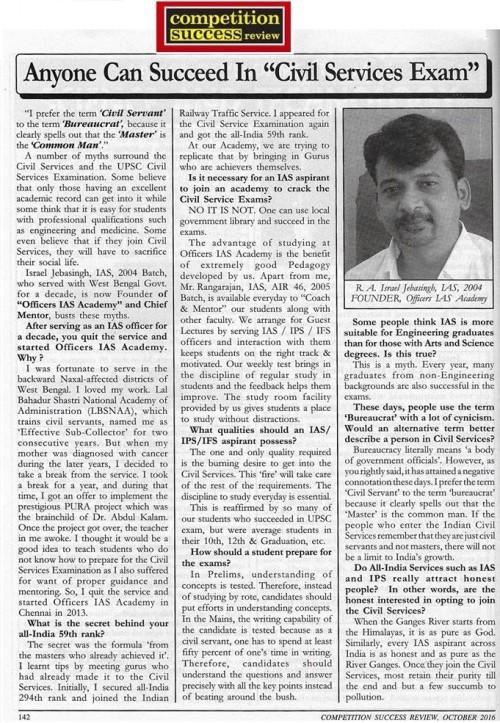 competition
success review
Anyone Can Succeed In “Civil Services Exam”
“I prefer the term ‘Civil Servant’
to the term ‘Bureaucrat’, because it
clearly spells out that the ‘Master’ is
the ‘Common Man’.”
A number of myths surround the
Civil Services and the UPSC Civil
Services Examination. Some believe
that only those having an excellent
academic record can get into it while
some think that it is easy for students
with professional qualifications such
as engineering and medicine. Some
even believe that if they join Civil
Services, they will have to sacrifice
their social life.
Israel Jebasingh, IAS, 2004 Batch,
who served with West Bengal Govt.
for a decade, is now Founder of
“Officers IAS Academy” and Chief
Mentor, busts these myths.
After serving as an IAS officer for
a decade, you quit the service and
started Officers IAS Academy.
Why ?
I was fortunate to serve in the
backward Naxal-affected districts of
West Bengal. I loved my work. Lal
Bahadur Shastri National Academy of
Administration (LBSNAA), which
trains civil servants, named me as
‘Effective Sub-Collector’ for two
consecutive years. But when my
mother was diagnosed with cancer
during the later years, I decided to
take a break from the service. I took
a break for a year, and during that
time, I got an offer to implement the
prestigious PURA project which was
the brainchild of Dr. Abdul Kalam.
Once the project got over, the teacher
in me awoke. I thought it would be a
good idea to teach students who do
not know how to prepare for the Civil
Services Examination as I also suffered
for want of proper guidance and
mentoring. So, I quit the service and
started Officers IAS Academy in
Chennai in 2013.
What is the secret behind your
all-India 59th rank?
The secret was the formula ‘from
the masters who already achieved it’.
I learnt tips by meeting guru who
had already made it to the Civil
Services. Initially, I secured all-India
294th rank and joined the Indian
Railway Traffic Service. I appeared for
the Civil Service Examination again
and got the all-India 59th rank.
At our Academy, we are trying to
replicate that by bringing in Gurus
who are achievers themselves.
Is it necessary for an IAS aspirant
to join an academy to crack the
Civil Service Exams?
NO IT IS NOT. One can use local
government library and succeed in the
exams.
The advantage of studying at
Officers IAS Academy is the benefit
of extremely good Pedagogy
developed by us. Apart from me,
Mr. Rangarajan, IAS, AIR 46, 2005
Batch, is available everyday to “Coach
& Mentor” our students along with
other faculty. We arrange for Guest
Lectures by serving IAS / IPS / IFS
officers and interaction with them
keeps students on the right track &
motivated. Our weekly test brings in
the discipline of regular study in
students and the feedback helps them
improve. The study room facility
provided by us gives students a place
to study without distractions.
What qualities should an IAS/
IPS/IFS aspirant possess?
The one and only quality required
is the burning desire to get into the
Civil Services. This ‘fire’ will take care
of the rest of the requirements. The
discipline to study everyday is essential.
This is reaffirmed by so many of
our students who succeeded in UPSC
exam, but were average students in
their 10th, 12th & Graduation, etc.
How should a student prepare for
the exams?
In Prelims, understanding of
concepts is tested. Therefore, instead
of studying by rote, candidates should
put efforts in understanding concepts.
In the Mains, the writing capability of
the candidate is tested because as a
civil servant, one has to spend at least
fifty percent of one’s time in writing.
Therefore, candidates should
understand the questions and answer
precisely with all the key points instead
of beating around the bush.
R. A. Israel Jebasingh, IAS, 2004
FOUNDER, Officers IAS Academy
Some people think IAS is more
suitable for Engineering graduates
than for those with Arts and Science
degrees. Is this true?
This is a myth. Every year, many
graduates from non-Engineering
backgrounds are also successful in the
exams.
These days, people use the term
‘Bureaucrat’ with a lot of cynicism.
Would an alternative term better
describe a person in Civil Services?
Bureaucracy literally means ‘a body
of government officials’. However, as
you rightly said, it has attained a negative
connotation these days. I prefer the term
‘Civil Servant’ to the term ‘bureaucrat’
because it clearly spells out that the
‘Master’ is the common man. If the
people who enter the Indian Civil
Services remember that they are just civil
servants and not masters, there will not
be a limit to India’s growth.
Do All-India Services such as IAS
and IPS really attract honest
people? In other words, are the
honest interested in opting to join
the Civil Services?
When the Ganges River starts from
the Himalayas, it is as pure as God.
Similarly, every IAS aspirant across
India is as honest and as pure as the
River Ganges. Once they join the Civil
Services, most retain their purity till
the end and but a few succumb to
pollution.
142
COMPETITION SUCCESS REVIEW, OCTOBER 2016